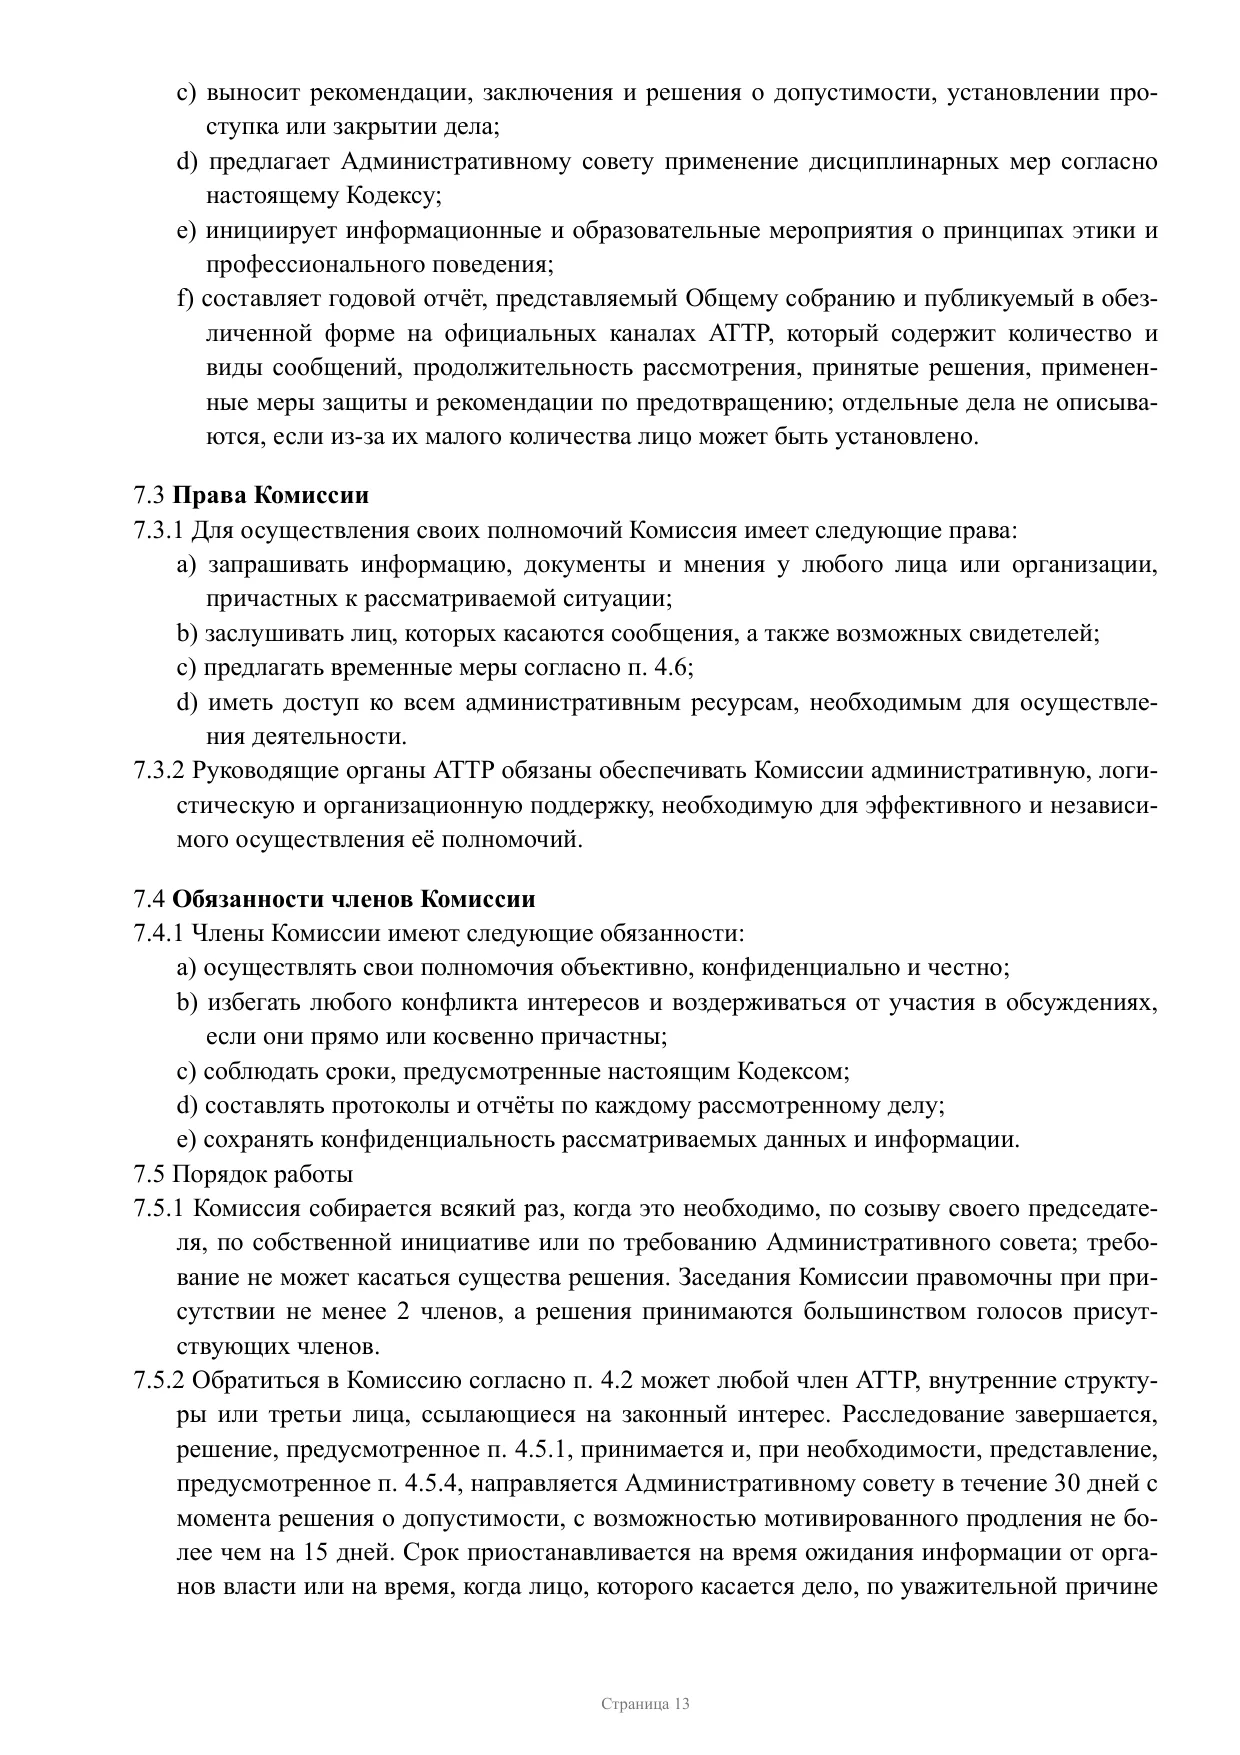 c) выносит рекомендации, заключения и решения о допустимости, установлении про-
ступка или закрытии дела;
d) предлагает Административному совету применение дисциплинарных мер согласно
настоящему Кодексу;
e) инициирует информационные и образовательные мероприятия о принципах этики и
профессионального поведения;
f) составляет годовой отчёт, представляемый Общему собранию и публикуемый в обез-
личенной форме на официальных каналах АТТР, который содержит количество и
виды сообщений, продолжительность рассмотрения, принятые решения, применен-
ные меры защиты и рекомендации по предотвращению; отдельные дела не описыва-
ются, если из-за их малого количества лицо может быть установлено.
7.3 Права Комиссии
7.3.1 Для осуществления своих полномочий Комиссия имеет следующие права:
a) запрашивать информацию, документы и мнения у любого лица или организации,
причастных к рассматриваемой ситуации;
b) заслушивать лиц, которых касаются сообщения, а также возможных свидетелей;
c) предлагать временные меры согласно п. 4.6;
d) иметь доступ ко всем административным ресурсам, необходимым для осуществле-
ния деятельности.
7.3.2 Руководящие органы АТТР обязаны обеспечивать Комиссии административную, логи-
стическую и организационную поддержку, необходимую для эффективного и независи-
мого осуществления её полномочий.
7.4 Обязанности членов Комиссии
7.4.1 Члены Комиссии имеют следующие обязанности:
a) осуществлять свои полномочия объективно, конфиденциально и честно;
b) избегать любого конфликта интересов и воздерживаться от участия в обсуждениях,
если они прямо или косвенно причастны;
c) соблюдать сроки, предусмотренные настоящим Кодексом;
d) составлять протоколы и отчёты по каждому рассмотренному делу;
e) сохранять конфиденциальность рассматриваемых данных и информации.
7.5 Порядок работы
7.5.1 Комиссия собирается всякий раз, когда это необходимо, по созыву своего председате-
ля, по собственной инициативе или по требованию Административного совета; требо-
вание не может касаться существа решения. Заседания Комиссии правомочны при при-
сутствии не менее 2 членов, а решения принимаются большинством голосов присут-
ствующих членов.
7.5.2 Обратиться в Комиссию согласно п. 4.2 может любой член АТТР, внутренние структу-
ры или третьи лица, ссылающиеся на законный интерес. Расследование завершается,
решение, предусмотренное п. 4.5.1, принимается и, при необходимости, представление,
предусмотренное п. 4.5.4, направляется Административному совету в течение 30 дней с
момента решения о допустимости, с возможностью мотивированного продления не бо-
лее чем на 15 дней. Срок приостанавливается на время ожидания информации от орга-
нов власти или на время, когда лицо, которого касается дело, по уважительной причине
Страница 13